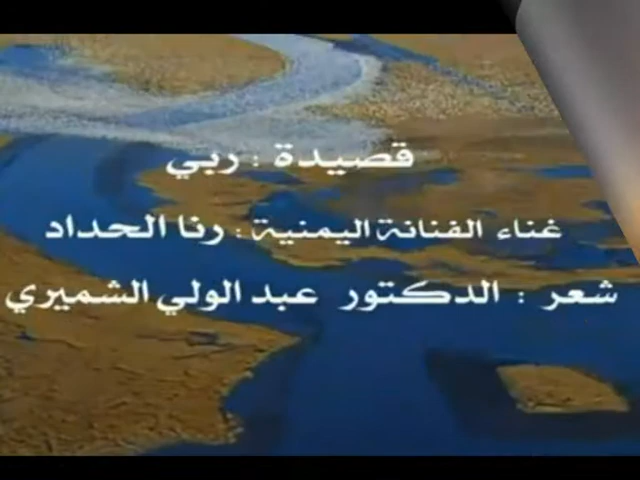 قصيدة : ربي
غناء الفنانة اليمنية : رنا الحداد
شعر : الدكتور عبد الولي الشميري